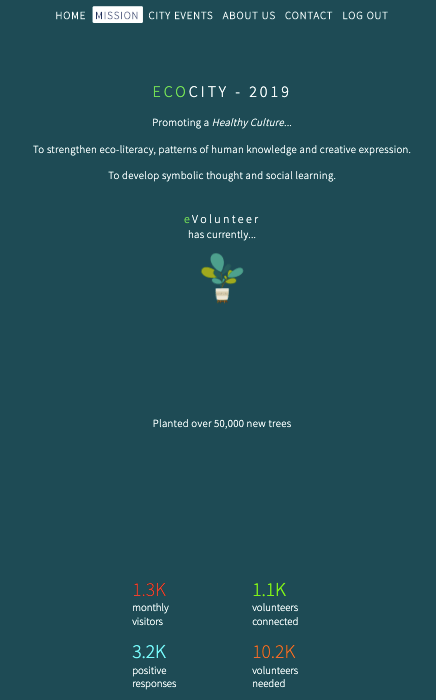 HOME MISSION CITY EVENTS ABOUT US CONTACT LOG OUT
ECOCITY - 2019
Promoting a Healthy Culture...
To strengthen eco-literacy, patterns of human knowledge and creative expression.
To develop symbolic thought and social learning.
eVolunteer
has currently...
Planted over 50,000 new trees
1.3K
monthly
visitors
1.1K
volunteers
connected
3.2K
positive
responses
10.2K
volunteers
needed